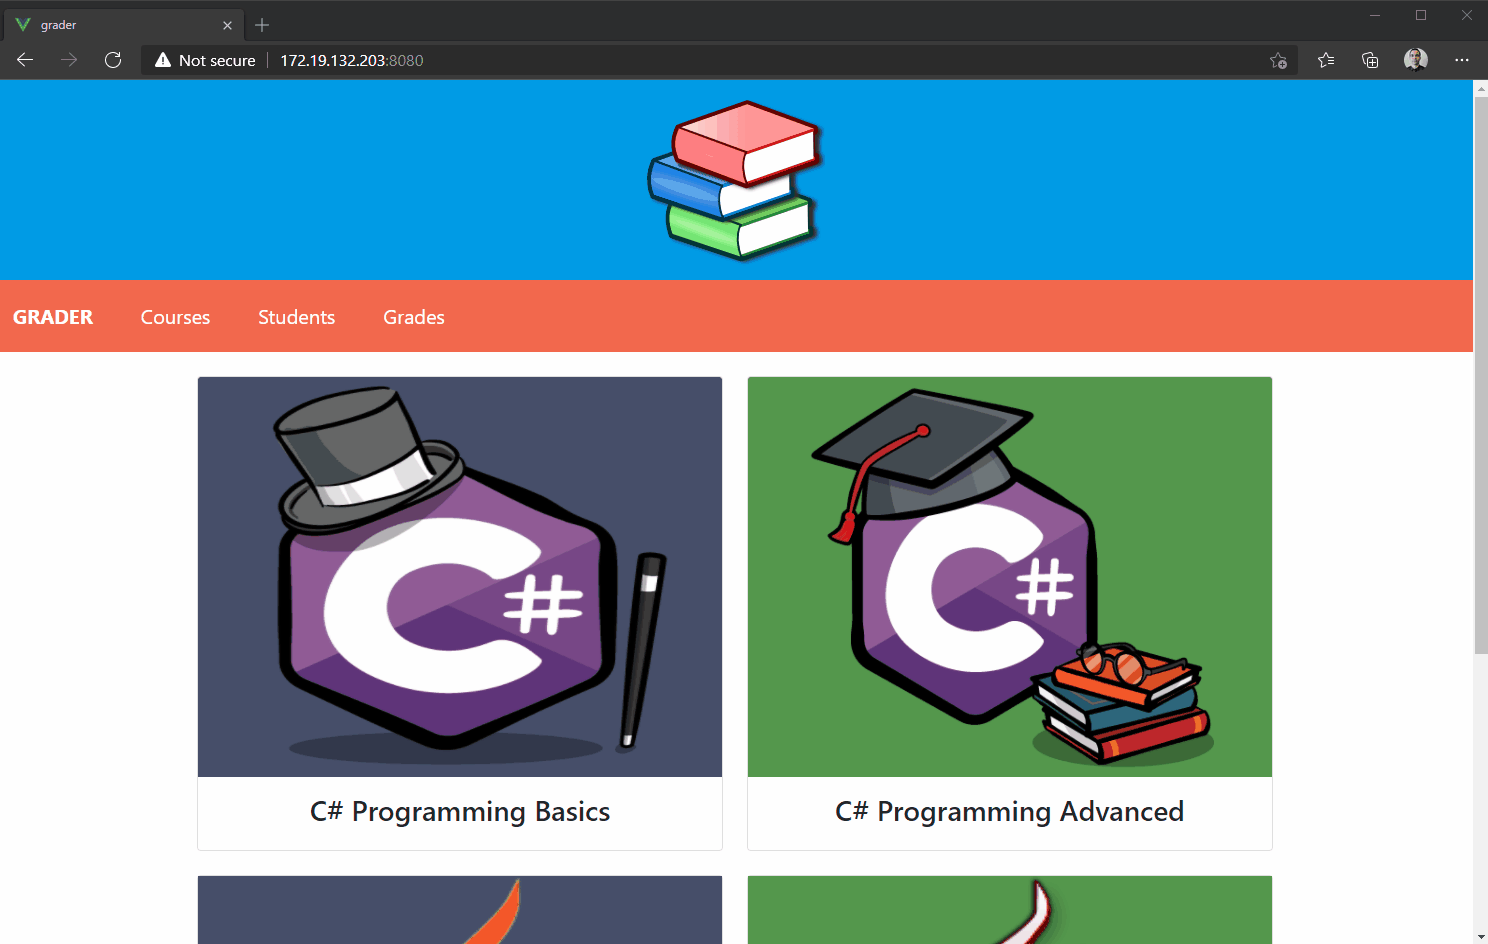 grader
Not secure
172.19.132.203:8080
GRADER Courses Students Grades
C#
C#
C# Programming Basics
C# Programming Advanced